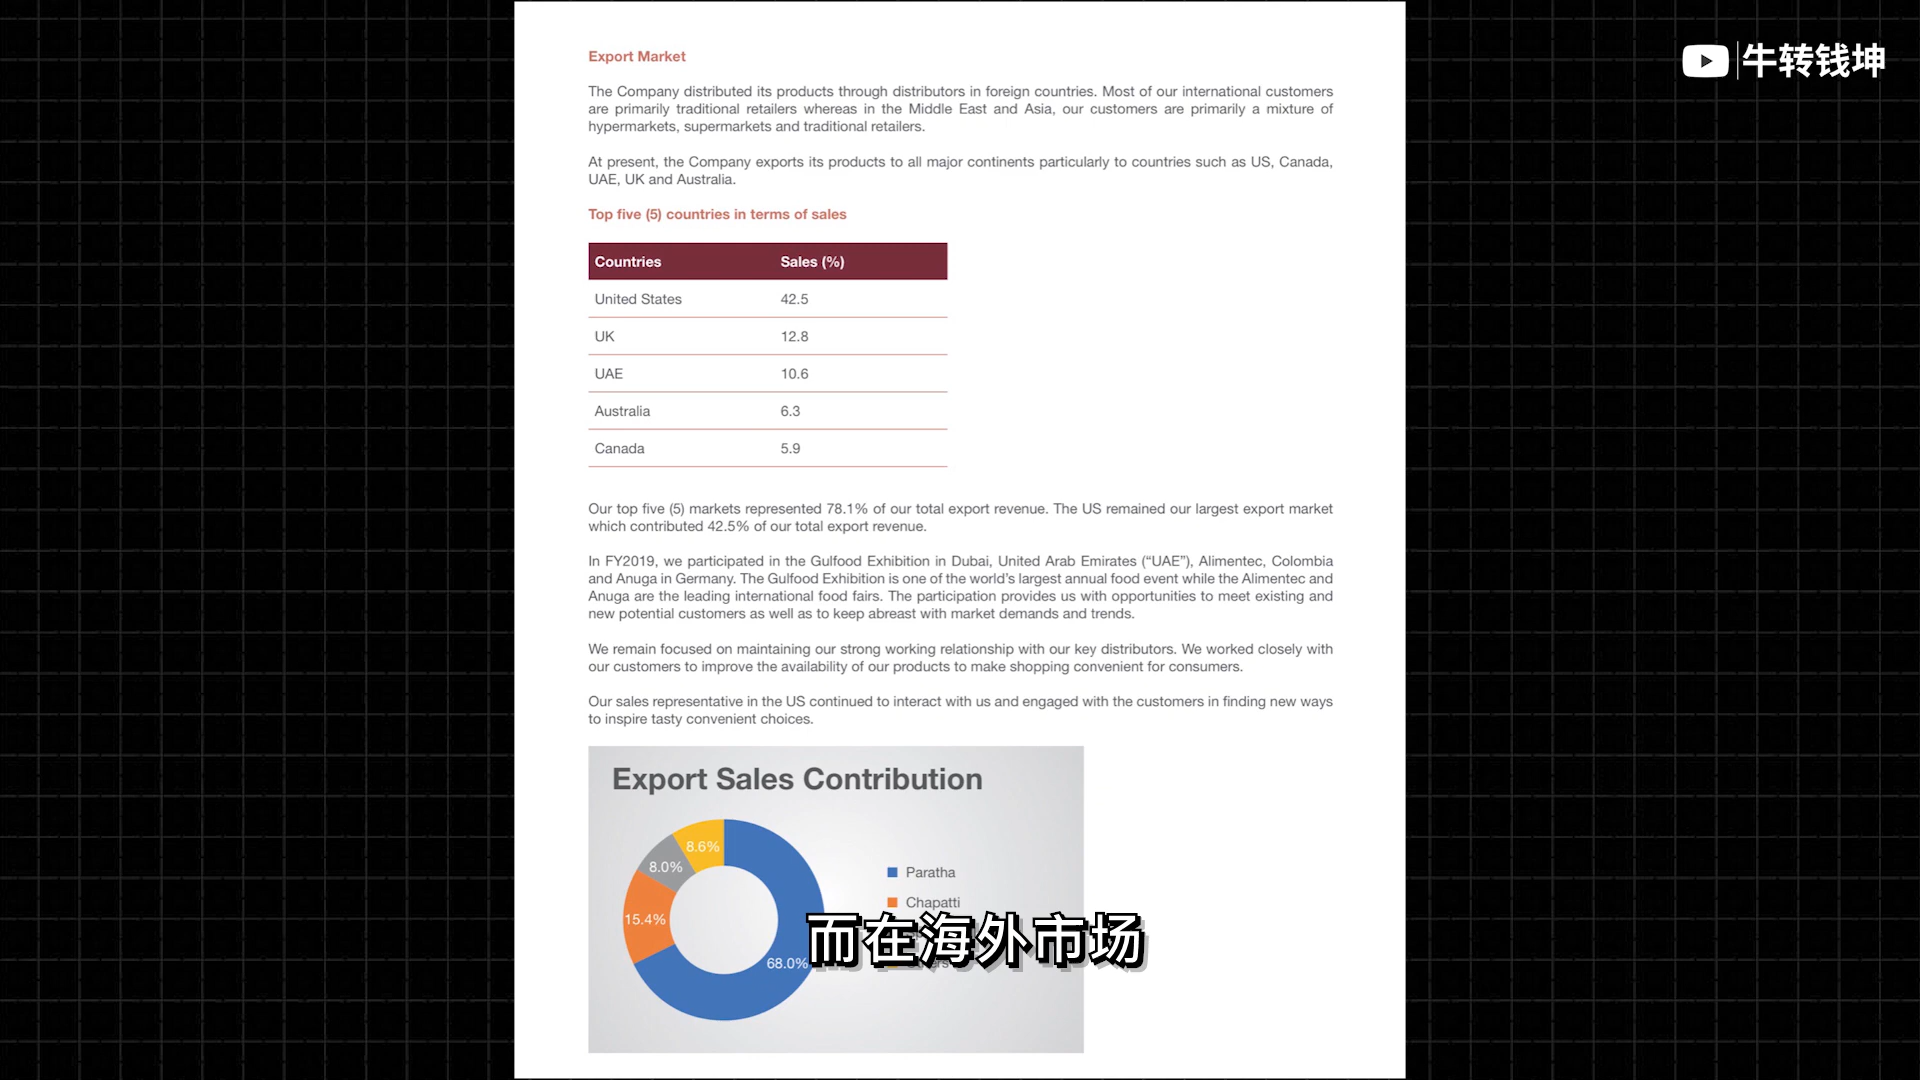 Export Market
牛转钱坤
The Company distributed its products through distributors in foreign countries. Most of our international customers
are primarily traditional retailers whereas in the Middle East and Asia, our customers are primarily a mixture of
hypermarkets, supermarkets and traditional retailers.
At present, the Company exports its products to all major continents particularly to countries such as US, Canada,
UAE, UK and Australia.
Top five (5) countries in terms of sales
Countries Sales (%)
United States 42.5
UK 12.8
UAE 10.6
Australia 6.3
Canada 5.9
Our top five (5) markets represented 78.1% of our total export revenue. The US remained our largest export market
which contributed 42.5% of our total export revenue.
In FY2019, we participated in the Gulfood Exhibition in Dubai, United Arab Emirates (“UAE”), Alimentec, Colombia
and Anuga in Germany. The Gulfood Exhibition is one of the world’s largest annual food event while the Alimentec and
Anuga are the leading international food fairs. The participation provides us with opportunities to meet existing and
new potential customers as well as to keep abreast with market demands and trends.
We remain focused on maintaining our strong working relationship with our key distributors. We worked closely with
our customers to improve the availability of our products to make shopping convenient for consumers.
Our sales representative in the US continued to interact with us and engaged with the customers in finding new ways
to inspire tasty convenient choices.
Export Sales Contribution
8.6%
8.0%
15.4%
68.0%
Paratha
Chapatti
而在海外市场